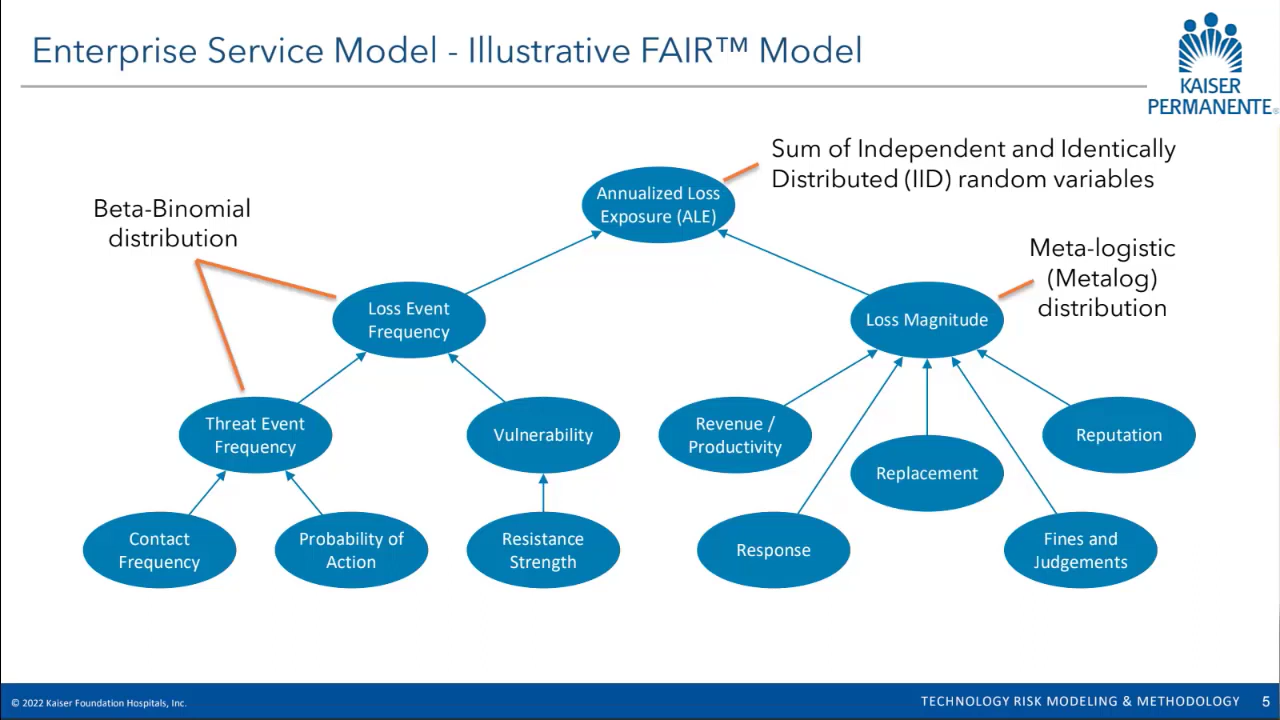 Enterprise Service Model - Illustrative FAIR™ Model
KAISER
PERMANENTE®
Sum of Independent and Identically
Distributed (IID) random variables
Annualized Loss
Exposure (ALE)
Beta-Binomial
distribution
Meta-logistic
(Metalog)
distribution
Loss Event
Frequency
Loss Magnitude
Threat Event
Frequency
Vulnerability
Revenue /
Productivity
Replacement
Reputation
Contact
Frequency
Probability of
Action
Resistance
Strength
Response
Fines and
Judgements
© 2022 Kaiser Foundation Hospitals, Inc.
TECHNOLOGY RISK MODELING & METHODOLOGY
5